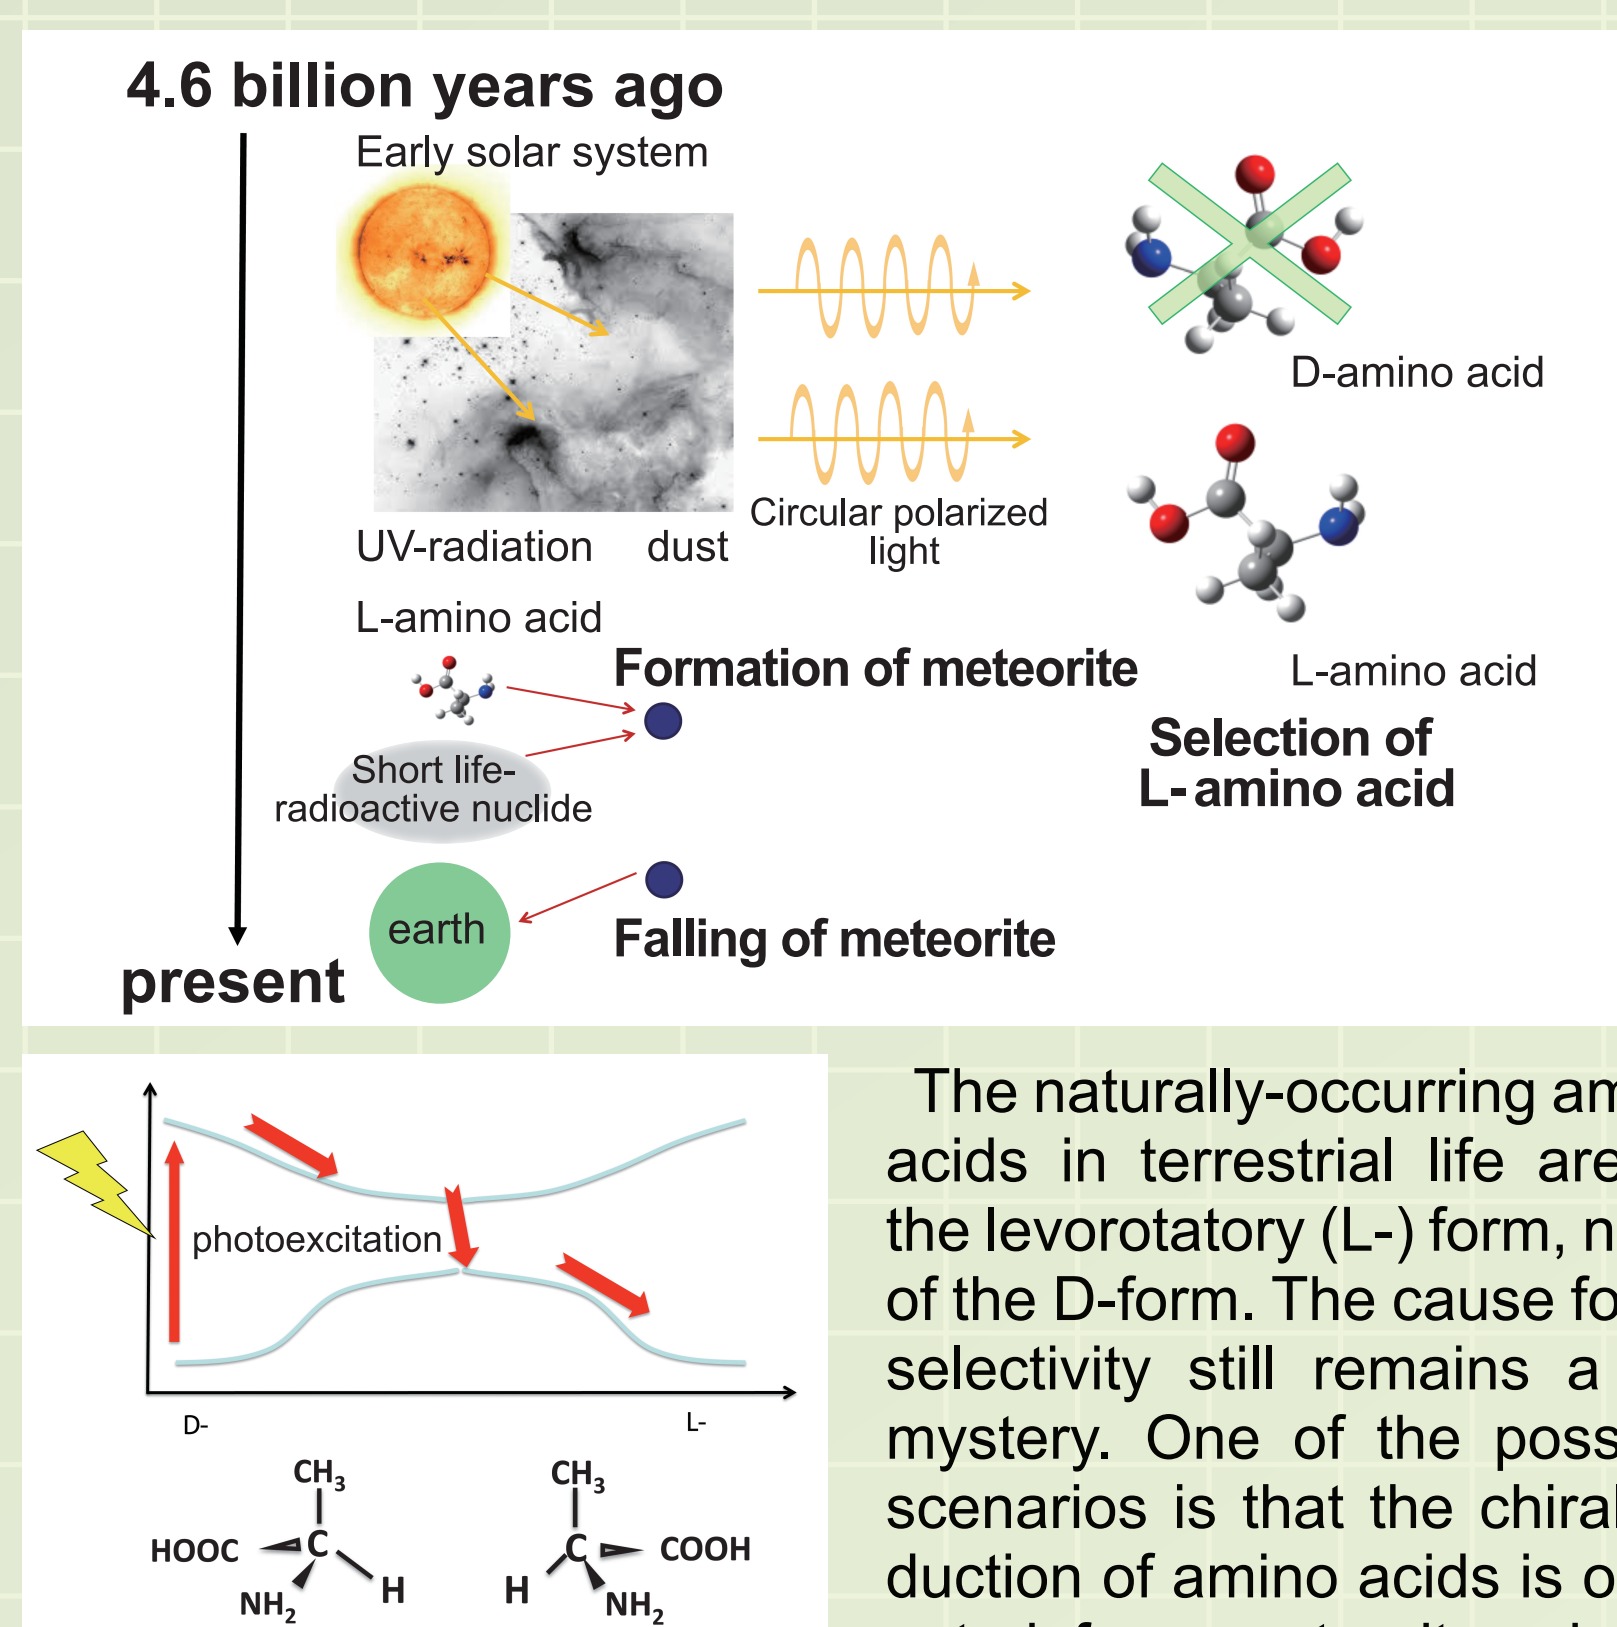 4.6 billion years ago
Early solar system
D-amino acid
Circular polarized
light
UV-radiation dust
L-amino acid
Formation of meteorite
L-amino acid
Selection of
L-amino acid
Short life-
radioactive nuclide
earth
Falling of meteorite
present
photoexcitation
D-
L-
CH3
HOOC C
NH2 H
CH3
C COOH
H NH2
The naturally-occurring am
acids in terrestrial life are
the levorotatory (L-) form, n
of the D-form. The cause fo
selectivity still remains a
mystery. One of the poss
scenarios is that the chiral
duction of amino acids is o